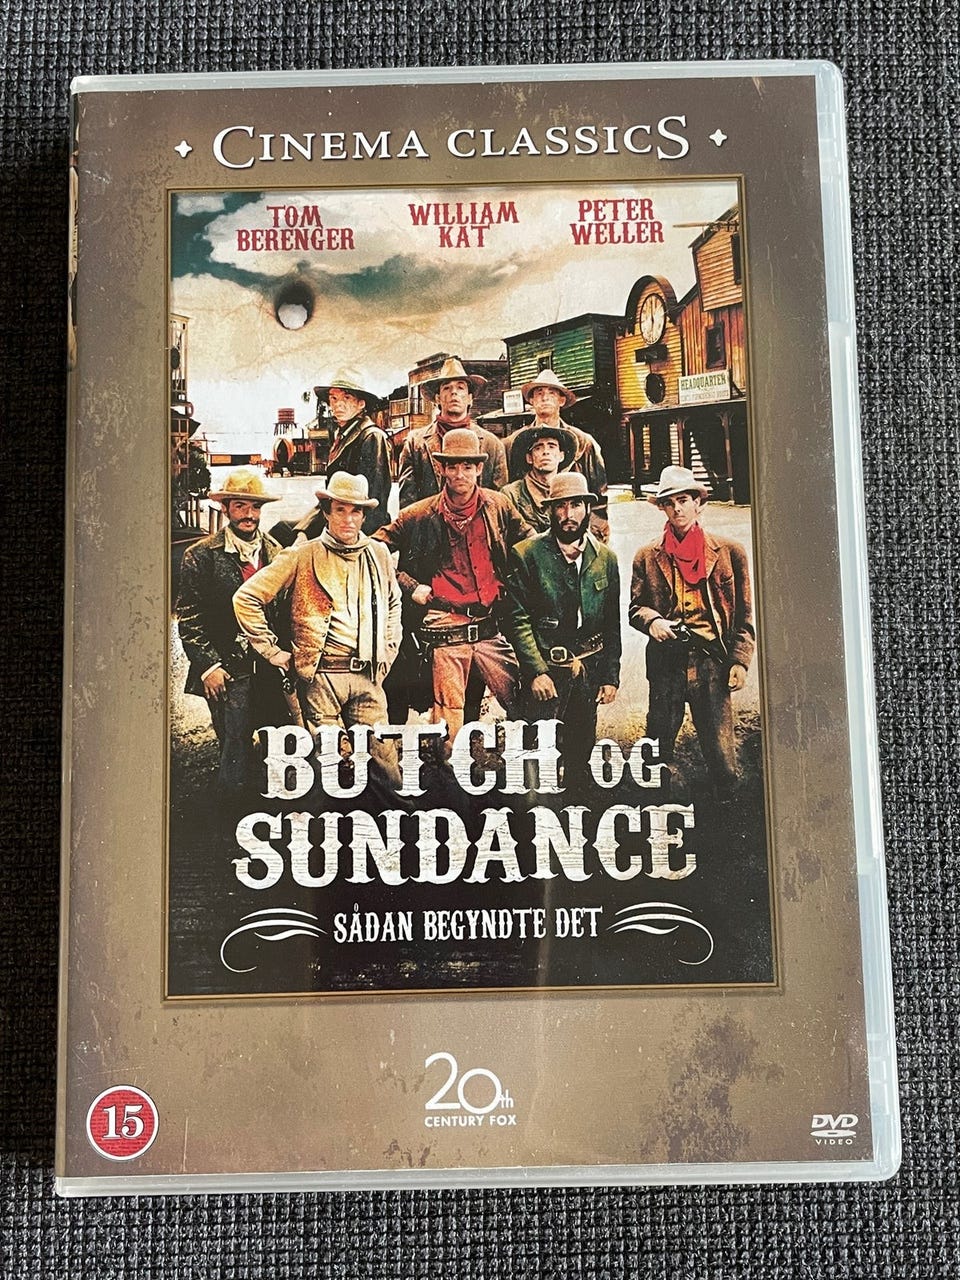 CINEMA CLASSICS
TOM BERENGER
WILLIAM KAT
PETER WELLER
HEADQUARTER
BUTCH OG
SUNDANCE
SÅDAN BEGYNDTE DET
20th
CENTURY FOX
15
DVD
VIDEO